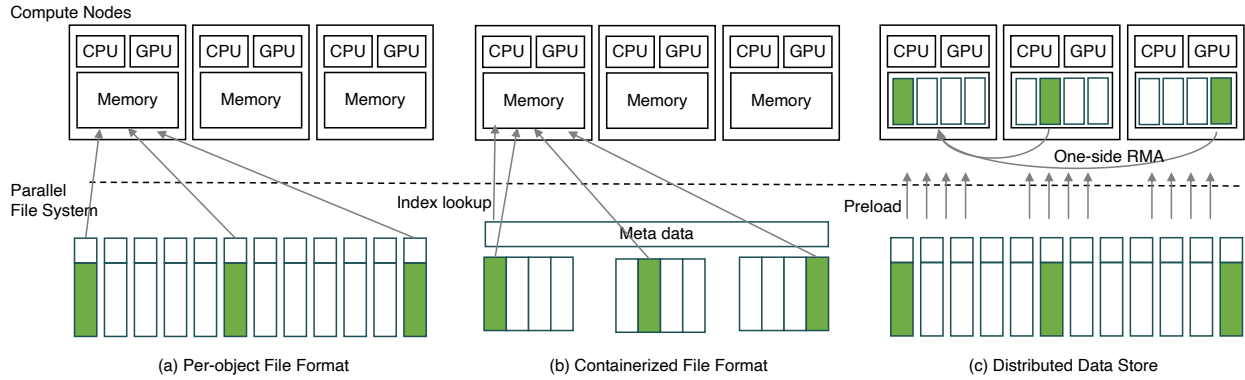 Compute Nodes
CPU GPU CPU GPU CPU GPU
Memory Memory Memory
CPU GPU CPU GPU CPU GPU
Memory Memory Memory
CPU GPU CPU GPU CPU GPU
One-side RMA
Parallel
File System
Index lookup
Meta data
Preload
(a) Per-object File Format
(b) Containerized File Format
(c) Distributed Data Store